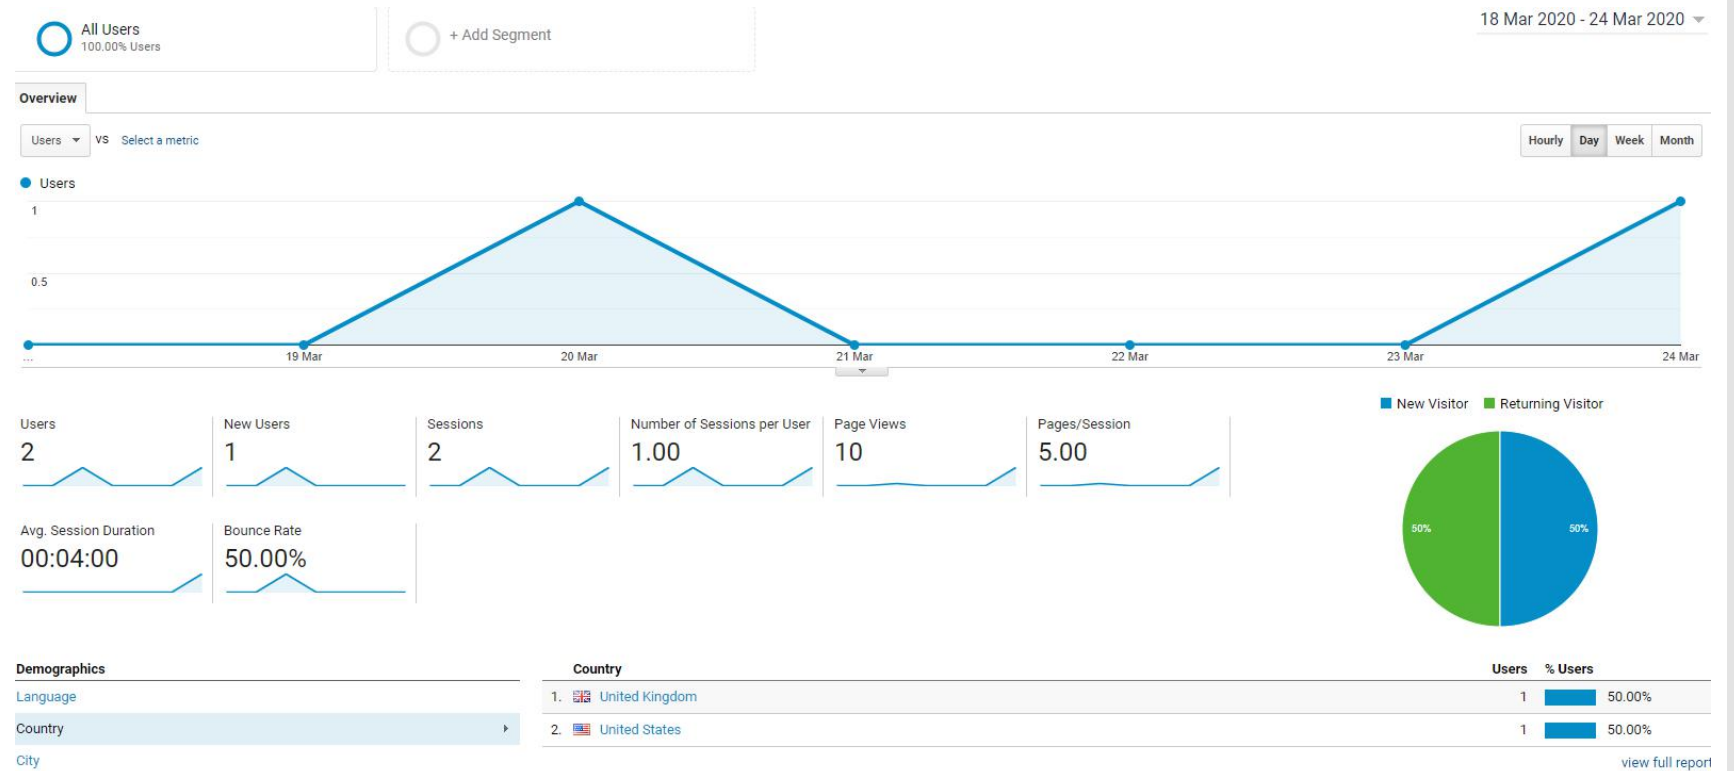 All Users
100.00% Users
+ Add Segment
18 Mar 2020 - 24 Mar 2020
Overview
Users VS Select a metric
Hourly Day Week Month
Users
1
0.5
... 19 Mar 20 Mar 21 Mar 22 Mar 23 Mar 24 Mar
New Visitor Returning Visitor
Users New Users Sessions Number of Sessions per User Page Views Pages/Session
2 1 2 1.00 10 5.00
50% 50%
Avg. Session Duration Bounce Rate
00:04:00 50.00%
Demographics Country Users % Users
Language 1. United Kingdom 1 50.00%
Country 2. United States 1 50.00%
City view full report